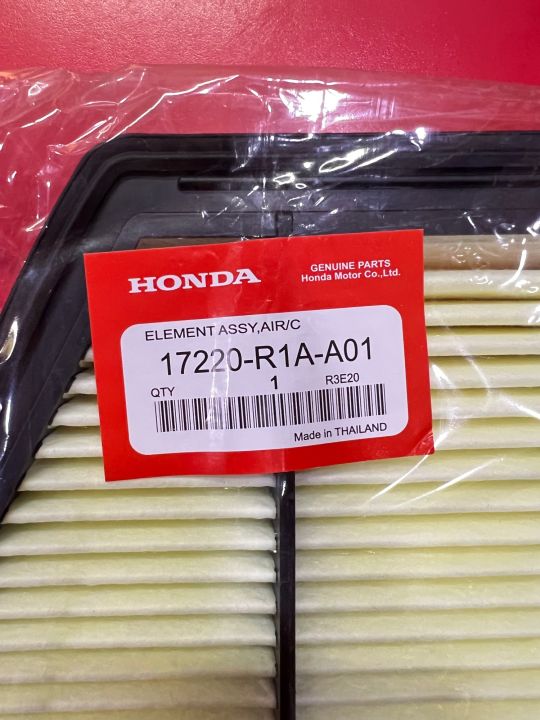 HONDA
GENUINE PARTS
Honda Motor Co.,Ltd.
ELEMENT ASSY,AIR/C
17220-R1A-A01
QTY 1 R3E20
Made in THAILAND